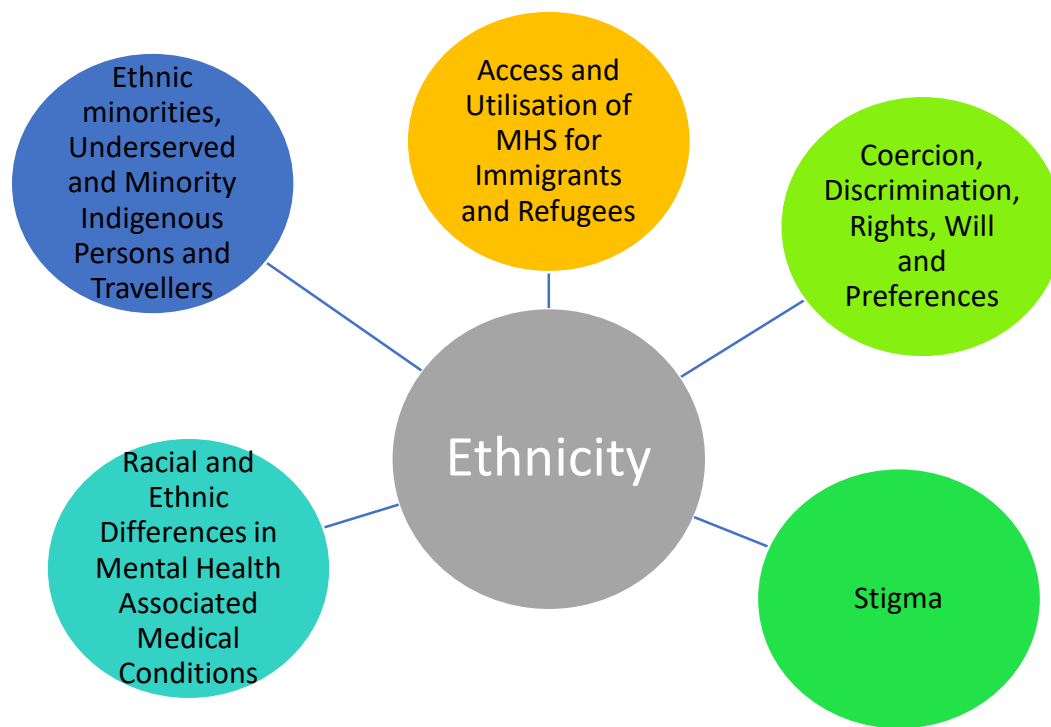 Ethnic
minorities,
Underserved
and Minority
Indigenous
Persons and
Travellers
Access and
Utilisation of
MHS for
Immigrants
and Refugees
Coercion,
Discrimination,
Rights, Will
and
Preferences
Ethnicity
Racial and
Ethnic
Differences in
Mental Health
Associated
Medical
Conditions
Stigma